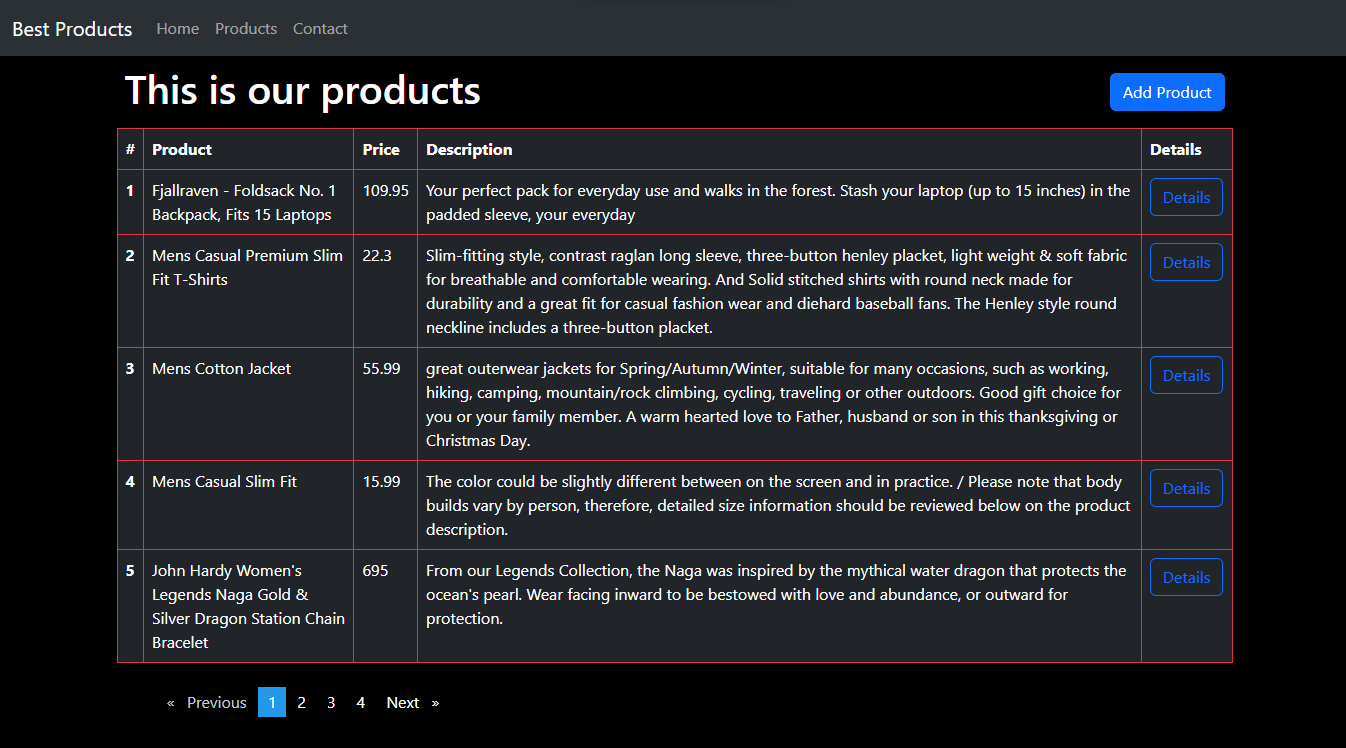 Best Products Home Products Contact
This is our products
Add Product
# Product Price Description Details
1 Fjallraven - Foldsack No. 1 109.95 Your perfect pack for everyday use and walks in the forest. Stash your laptop (up to 15 inches) in the Details
Backpack, Fits 15 Laptops padded sleeve, your everyday
2 Mens Casual Premium Slim 22.3 Slim-fitting style, contrast raglan long sleeve, three-button henley placket, light weight & soft fabric Details
Fit T-Shirts for breathable and comfortable wearing. And Solid stitched shirts with round neck made for
durability and a great fit for casual fashion wear and diehard baseball fans. The Henley style round
neckline includes a three-button placket.
3 Mens Cotton Jacket 55.99 great outerwear jackets for Spring/Autumn/Winter, suitable for many occasions, such as working, Details
hiking, camping, mountain/rock climbing, cycling, traveling or other outdoors. Good gift choice for
you or your family member. A warm hearted love to Father, husband or son in this thanksgiving or
Christmas Day.
4 Mens Casual Slim Fit 15.99 The color could be slightly different between on the screen and in practice. / Please note that body Details
builds vary by person, therefore, detailed size information should be reviewed below on the product
description.
5 John Hardy Women's 695 From our Legends Collection, the Naga was inspired by the mythical water dragon that protects the Details
Legends Naga Gold & ocean's pearl. Wear facing inward to be bestowed with love and abundance, or outward for
Silver Dragon Station Chain protection.
Bracelet
« Previous 1 2 3 4 Next »